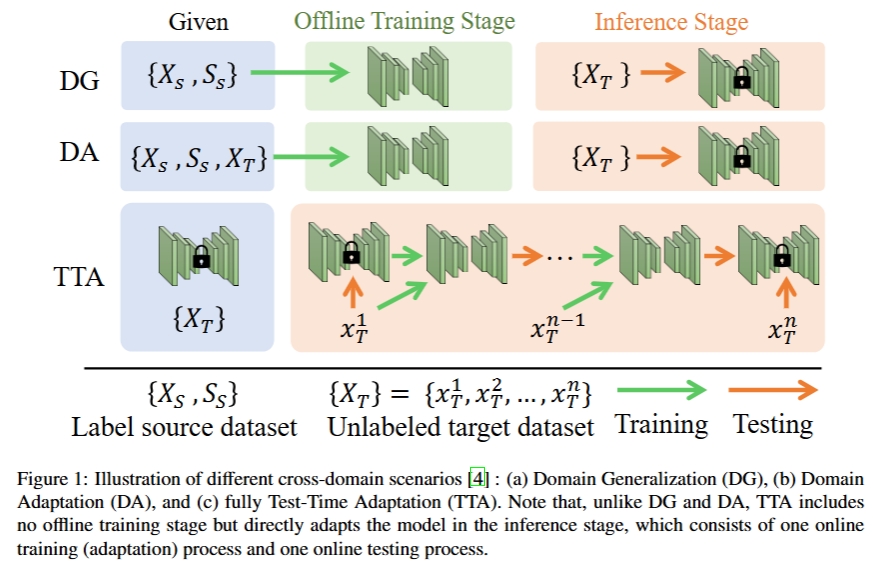 Given Offline Training Stage Inference Stage
DG {X_s , S_s} {X_T }
DA {X_s , S_s, X_T} {X_T }
TTA {X_T} ...
x_T^1 x_T^{n−1} x_T^n
{X_S , S_S} {X_T} = {x_T^1, x_T^2, ..., x_T^n}
Label source dataset Unlabeled target dataset Training Testing
Figure 1: Illustration of different cross-domain scenarios [4] : (a) Domain Generalization (DG), (b) Domain
Adaptation (DA), and (c) fully Test-Time Adaptation (TTA). Note that, unlike DG and DA, TTA includes
no offline training stage but directly adapts the model in the inference stage, which consists of one online
training (adaptation) process and one online testing process.